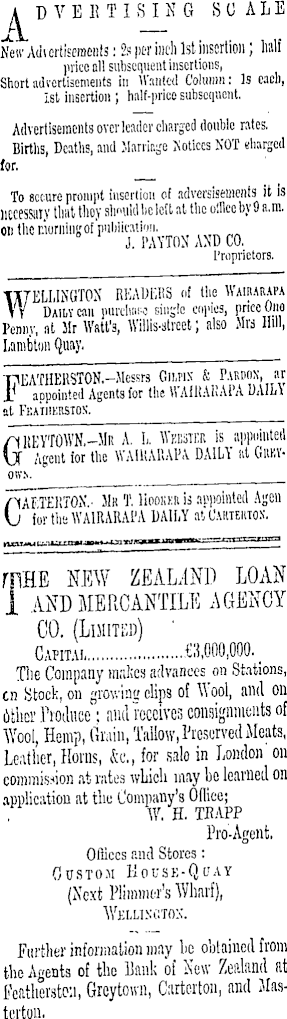 ADVERTISING SCALE
New Advertisements : 2s per inch 1st insertion ; half
price all subsequent insertions,
Short advertisements in Wanted Column : 1s each,
1st insertion ; half-price subsequent.
Advertisements over leader charged double rates.
Births, Deaths, and Marriage Notices NOT charged
for.
To secure prompt insertion of adversisements it is
necessary that they should be left at the office by 9 a.m.
on the morning of publication.
J. PAYTON AND CO.
Proprietors.
WELLINGTON READERS of the WAIRARAPA
DAILY can purchase single copies, price One
Penny, at Mr Watt's, Willis-street ; also Mrs Hill,
Lambton Quay.
FEATHERSTON.—Messrs GILPIN & PARDON, ar
appointed Agents for the WAIRARAPA DAILY
at FEATHERSTON.
GREYTOWN.—MR A. L. WEBSTER is appointed
Agent for the WAIRARAPA DAILY at GREY-
OWN.
CARTERTON.- MR T. HOOKER is appointed Agen
for the WAIRARAPA DAILY at CARTERTON.
THE NEW ZEALAND LOAN
AND MERCANTILE AGENCY
CO. (LIMITED)
CAPITAL......................£3,000,000.
The Company makes advances on Stations,
on Stock, on growing clips of Wool, and on
other Produce ; and receives consignments of
Wool, Hemp, Grain, Tallow, Preserved Meats,
Leather, Horns, &c., for sale in London on
commission at rates which may be learned on
application at the Company's Office;
W. H. TRAPP
Pro-Agent.
Offices and Stores :
CUSTOM HOUSE-QUAY
(Next Plimmer's Wharf),
WELLINGTON.
Further information may be obtained from
the Agents of the Bank of New Zealand at
Featherston, Greytown, Carterton, and Mas-
terton.